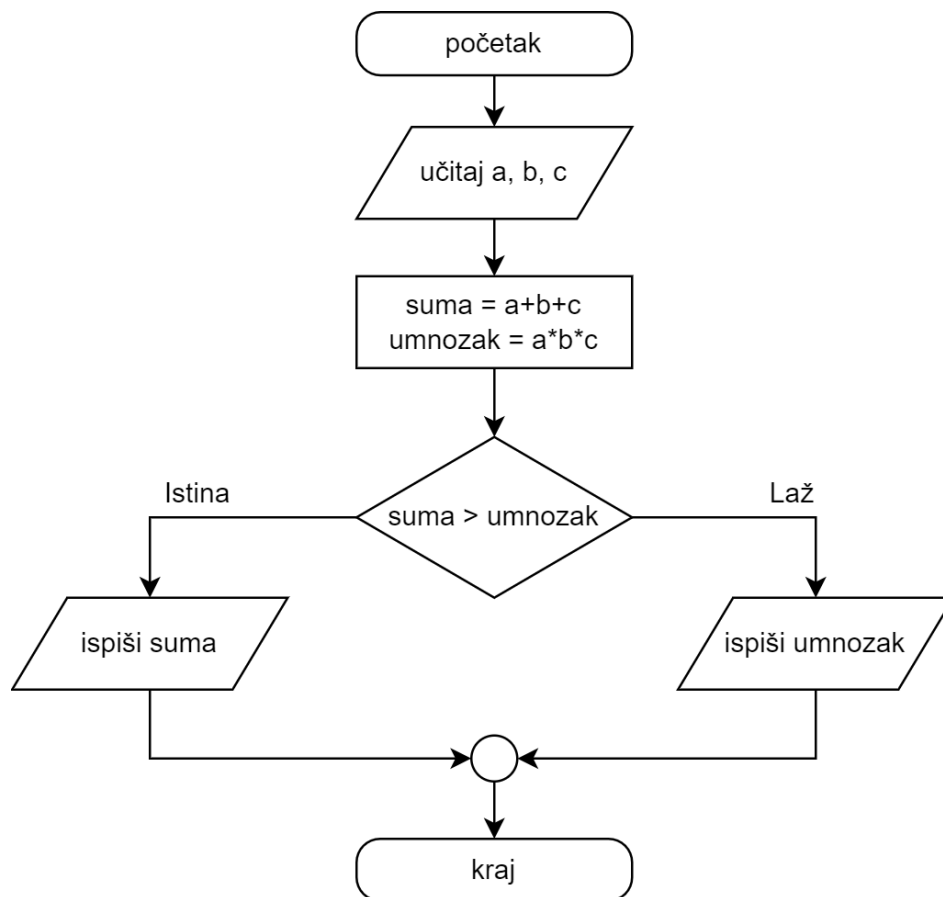 početak
učitaj a, b, c
suma = a+b+c
umnozak = a*b*c
Istina
Laž
suma > umnozak
ispiši suma
ispiši umnozak
kraj